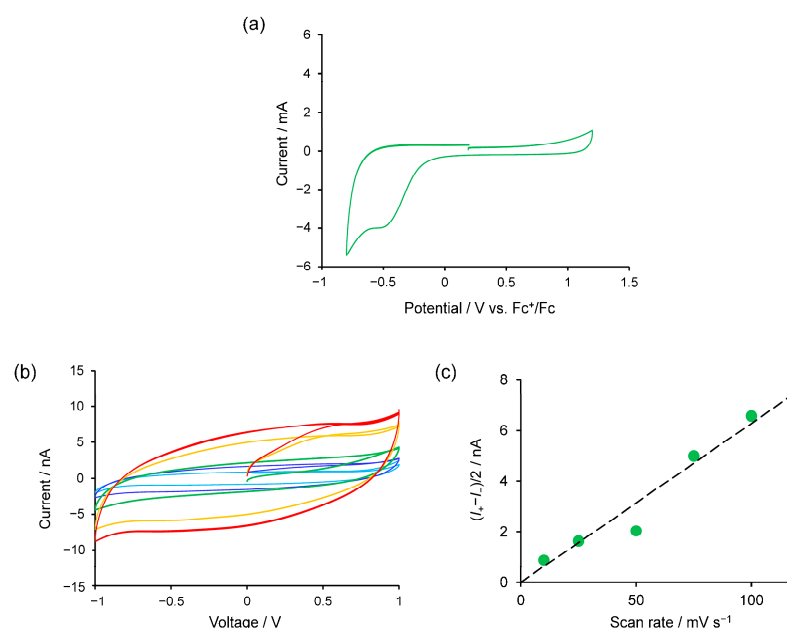 (a)
6
4
2
0
−2
−4
−6
Current / mA
−1 −0.5 0 0.5 1 1.5
Potential / V vs. Fc⁺/Fc
(b)
15
10
5
0
−5
−10
−15
Current / nA
−1 −0.5 0 0.5 1
Voltage / V
(c)
8
6
4
2
0
(I₊−I₋)/2 / nA
0 50 100
Scan rate / mV s⁻¹